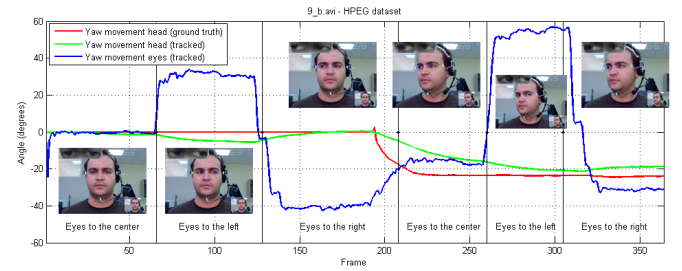 9_b.avi - HPEG dataset
Yaw movement head (ground truth)
Yaw movement head (tracked)
Yaw movement eyes (tracked)
60
40
20
0
-20
-40
-60
Angle (degrees)
Eyes to the center
Eyes to the left
Eyes to the right
Eyes to the center
Eyes to the left
Eyes to the right
50
100
150
200
250
300
350
Frame